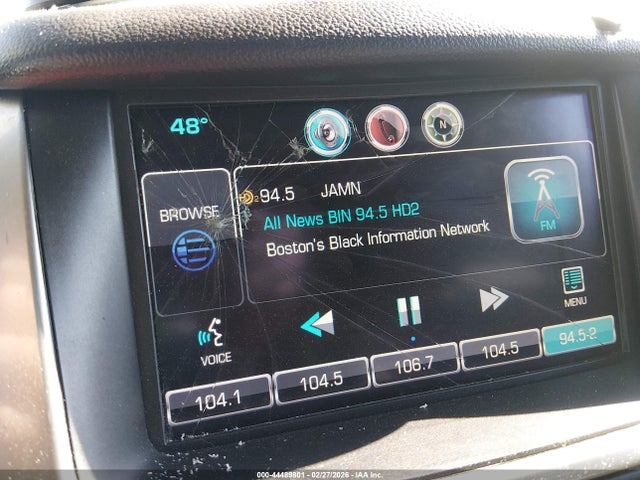 48°
N
BROWSE
HD2 94.5 JAMN
All News BIN 94.5 HD2
Boston's Black Information Network
FM
VOICE
MENU
104.1
104.5
106.7
104.5
94.5-2
000-44489801 - 02/27/2026 - IAA Inc.